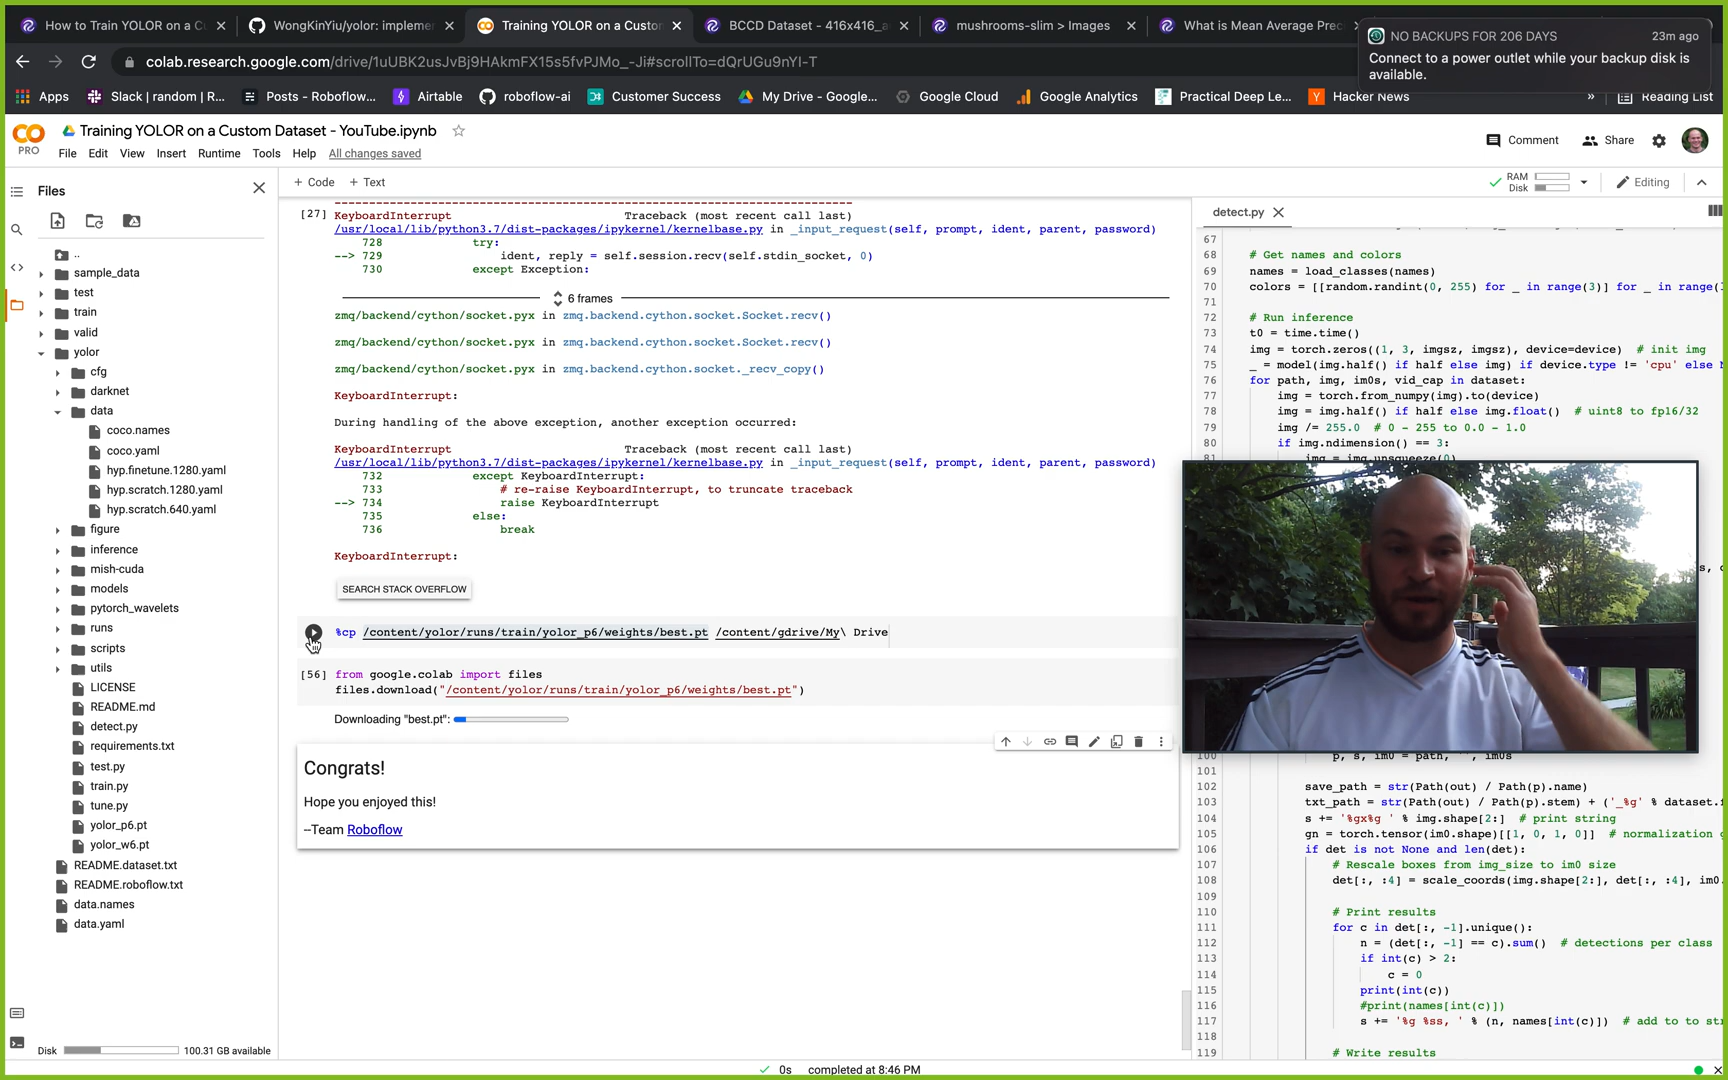 How to Train YOLOR on a C
WongKinYiu/yolor: implemen
Training YOLOR on a Custo
BCCD Dataset - 416x416_a
mushrooms-slim > Images
What is Mean Average Prec
NO BACKUPS FOR 206 DAYS
23m ago
Connect to a power outlet while your backup disk is
available.
colab.research.google.com/drive/1uUBK2usJvBj9HAkmFX15s5fvPJMo_-Ji#scrollTo=dQrUGu9nYI-T
Apps
Slack | random | R...
Posts - Roboflow...
Airtable
roboflow-ai
Customer Success
My Drive - Google...
Google Cloud
Google Analytics
Practical Deep Le...
Hacker News
»
Reading List
CO
PRO
Training YOLOR on a Custom Dataset - YouTube.ipynb
File Edit View Insert Runtime Tools Help All changes saved
Comment
Share
Files
+ Code + Text
RAM
Disk
Editing
..
sample_data
test
train
valid
yolor
cfg
darknet
data
coco.names
coco.yaml
hyp.finetune.1280.yaml
hyp.scratch.1280.yaml
hyp.scratch.640.yaml
figure
inference
mish-cuda
models
pytorch_wavelets
runs
scripts
utils
LICENSE
README.md
detect.py
requirements.txt
test.py
train.py
tune.py
yolor_p6.pt
yolor_w6.pt
README.dataset.txt
README.roboflow.txt
data.names
data.yaml
Disk
100.31 GB available
---------------------------------------------------------------------------
[27] KeyboardInterrupt Traceback (most recent call last)
/usr/local/lib/python3.7/dist-packages/ipykernel/kernelbase.py in _input_request(self, prompt, ident, parent, password)
728 try:
--> 729 ident, reply = self.session.recv(self.stdin_socket, 0)
730 except Exception:
6 frames
zmq/backend/cython/socket.pyx in zmq.backend.cython.socket.Socket.recv()
zmq/backend/cython/socket.pyx in zmq.backend.cython.socket.Socket.recv()
zmq/backend/cython/socket.pyx in zmq.backend.cython.socket._recv_copy()
KeyboardInterrupt:
During handling of the above exception, another exception occurred:
KeyboardInterrupt Traceback (most recent call last)
/usr/local/lib/python3.7/dist-packages/ipykernel/kernelbase.py in _input_request(self, prompt, ident, parent, password)
732 except KeyboardInterrupt:
733 # re-raise KeyboardInterrupt, to truncate traceback
--> 734 raise KeyboardInterrupt
735 else:
736 break
KeyboardInterrupt:
SEARCH STACK OVERFLOW
%cp /content/yolor/runs/train/yolor_p6/weights/best.pt /content/gdrive/My\ Drive
[56] from google.colab import files
files.download("/content/yolor/runs/train/yolor_p6/weights/best.pt")
Downloading "best.pt":
Congrats!
Hope you enjoyed this!
--Team Roboflow
detect.py
67
68 # Get names and colors
69 names = load_classes(names)
70 colors = [[random.randint(0, 255) for _ in range(3)] for _ in range(l
71
72 # Run inference
73 t0 = time.time()
74 img = torch.zeros((1, 3, imgsz, imgsz), device=device) # init img
75 _ = model(img.half() if half else img) if device.type != 'cpu' else N
76 for path, img, im0s, vid_cap in dataset:
77 img = torch.from_numpy(img).to(device)
78 img = img.half() if half else img.float() # uint8 to fp16/32
79 img /= 255.0 # 0 - 255 to 0.0 - 1.0
80 if img.ndimension() == 3:
81 img = img.unsqueeze(0)
100 p, s, im0 = path, '', im0s
101
102 save_path = str(Path(out) / Path(p).name)
103 txt_path = str(Path(out) / Path(p).stem) + ('_%g' % dataset.f
104 s += '%gx%g ' % img.shape[2:] # print string
105 gn = torch.tensor(im0.shape)[[1, 0, 1, 0]] # normalization g
106 if det is not None and len(det):
107 # Rescale boxes from img_size to im0 size
108 det[:, :4] = scale_coords(img.shape[2:], det[:, :4], im0.
109
110 # Print results
111 for c in det[:, -1].unique():
112 n = (det[:, -1] == c).sum() # detections per class
113 if int(c) > 2:
114 c = 0
115 print(int(c))
116 #print(names[int(c)])
117 s += '%g %ss, ' % (n, names[int(c)]) # add to to str
118
119 # Write results
0s completed at 8:46 PM